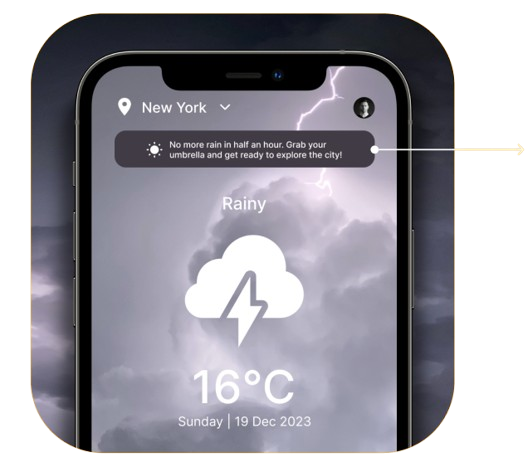 New York
No more rain in half an hour. Grab your
umbrella and get ready to explore the city!
Rainy
16°C
Sunday | 19 Dec 2023